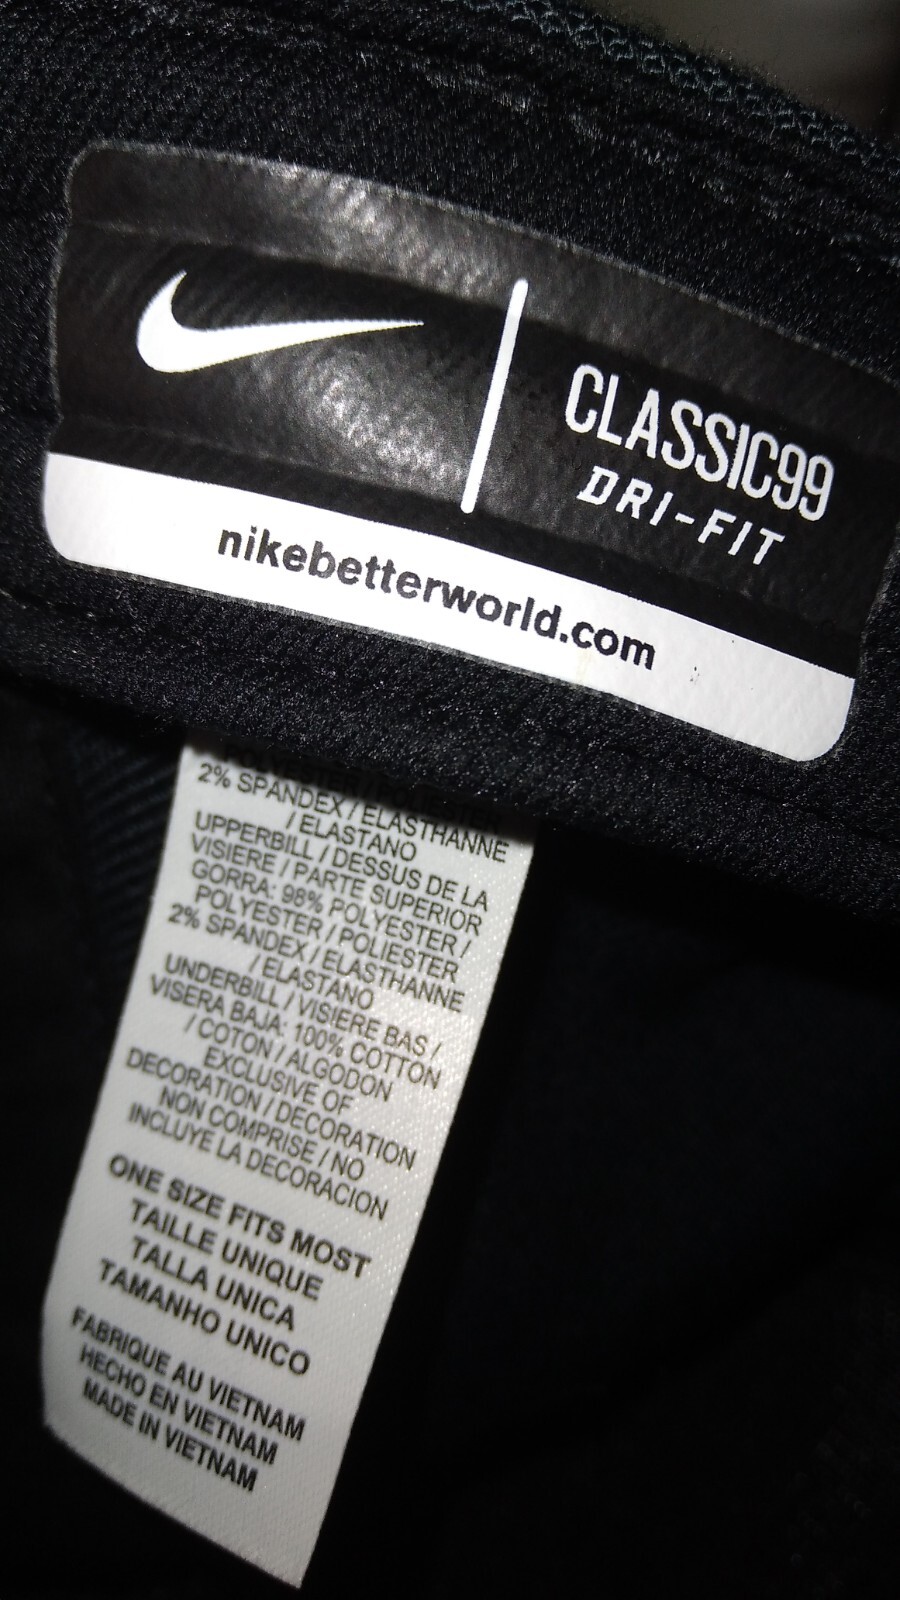 CLASSIC99
DRI-FIT
nikebetterworld.com
POLYESTER / POLIESTER
2% SPANDEX / ELASTHANNE
/ ELASTANO
UPPERBILL / DESSUS DE LA
VISIERE / PARTE SUPERIOR
GORRA: 98% POLYESTER /
POLYESTER / POLIESTER
2% SPANDEX / ELASTHANNE
/ ELASTANO
UNDERBILL / VISIERE BAS /
VISERA BAJA: 100% COTTON
/ COTON / ALGODON
EXCLUSIVE OF
DECORATION / DECORATION
NON COMPRISE / NO
INCLUYE LA DECORACION
ONE SIZE FITS MOST
TAILLE UNIQUE
TALLA UNICA
TAMANHO UNICO
FABRIQUE AU VIETNAM
HECHO EN VIETNAM
MADE IN VIETNAM